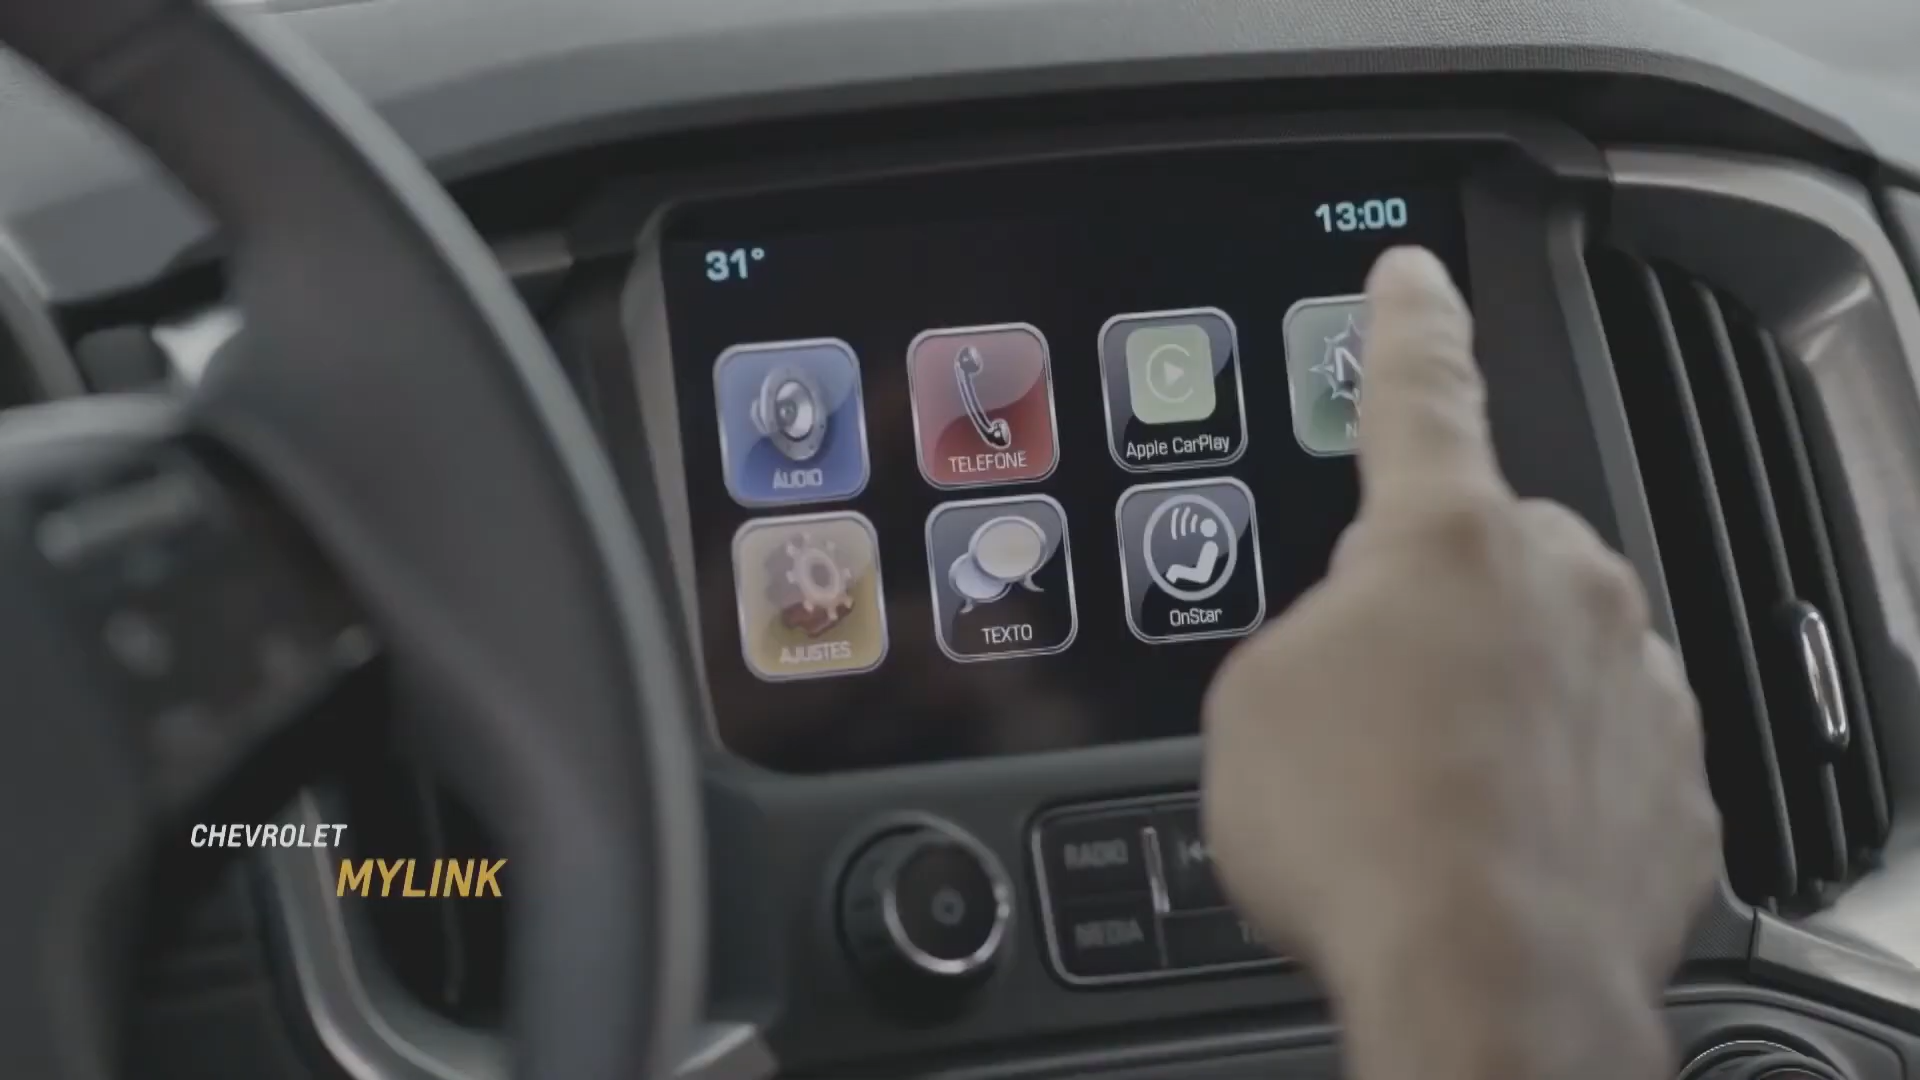 31°
13:00
ÁUDIO
TELEFONE
Apple CarPlay
N
AJUSTES
TEXTO
OnStar
RADIO
MEDIA
CHEVROLET
MYLINK